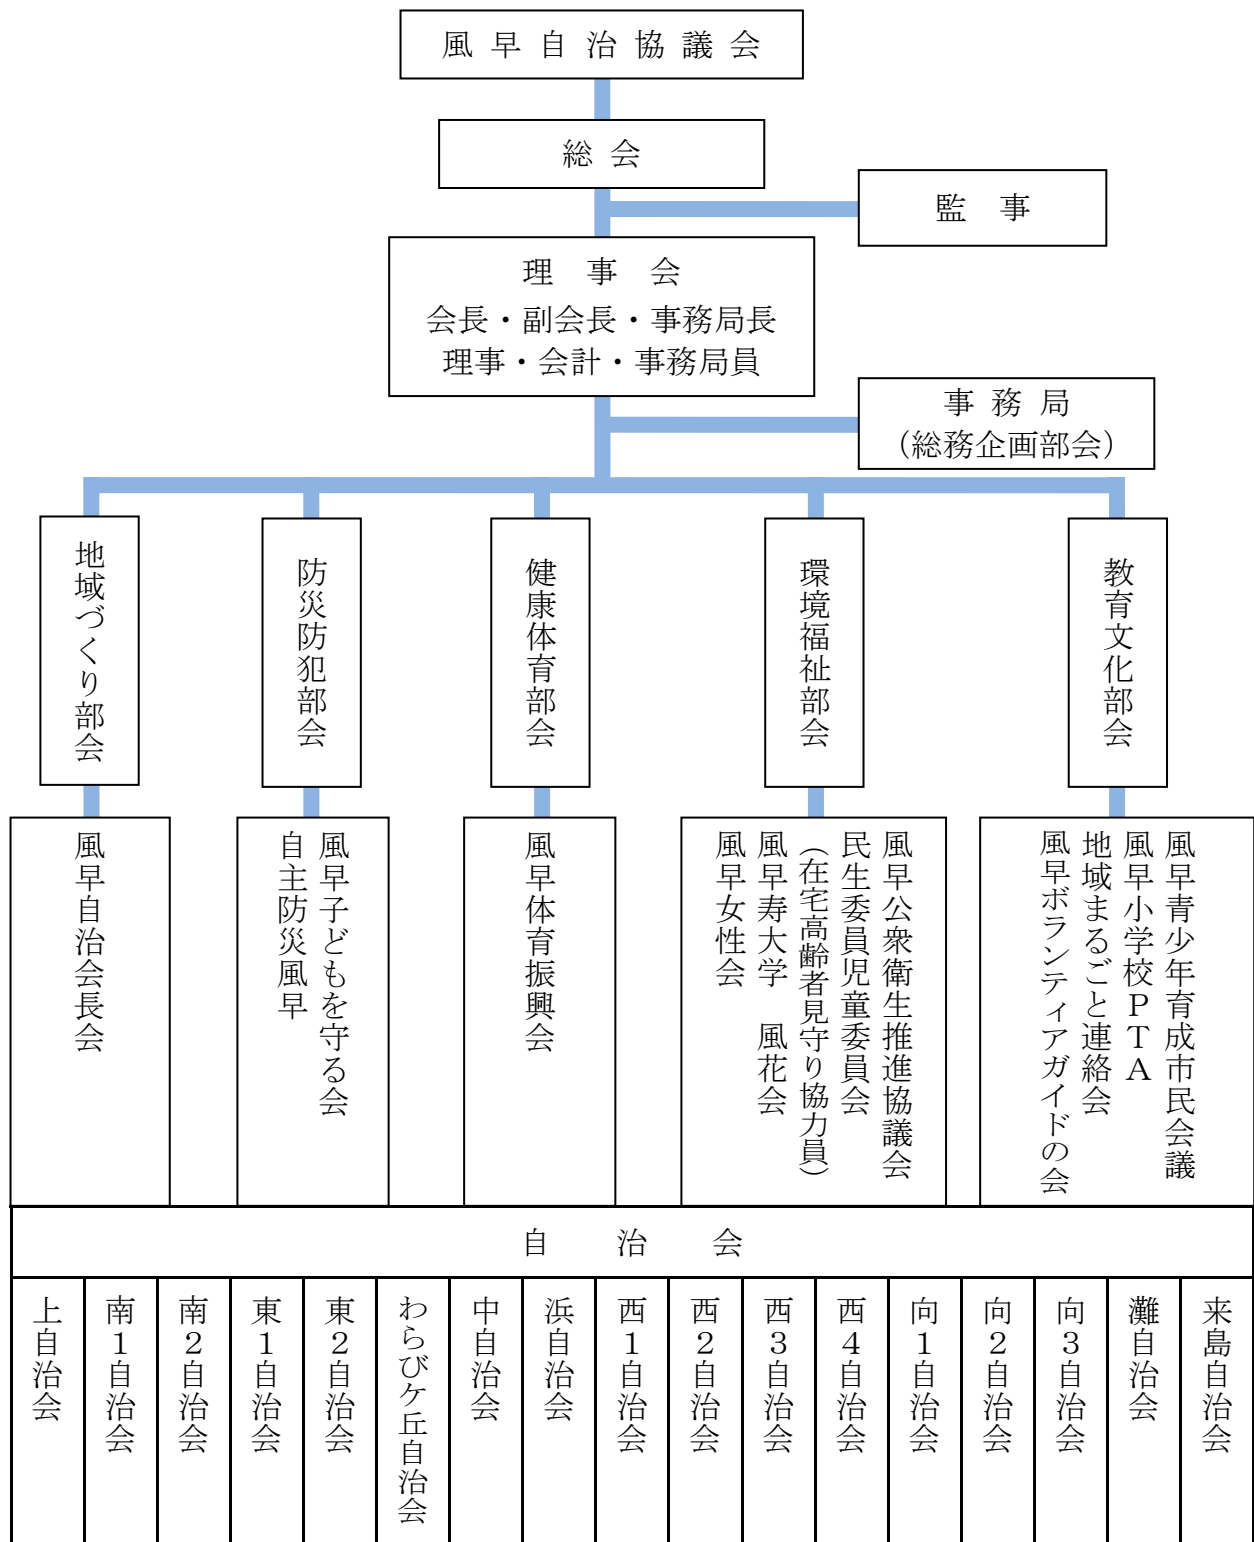 風早自治協議会
総会
監　事
理　事　会
会長・副会長・事務局長
理事・会計・事務局員
事務局
（総務企画部会）
地域づくり部会
防災防犯部会
健康体育部会
環境福祉部会
教育文化部会
風早自治会長会
風早子どもを守る会
自主防災風早
風早体育振興会
風早公衆衛生推進協議会
民生委員児童委員会
（在宅高齢者見守り協力員）
風早寿大学　風花会
風早女性会
風早青少年育成市民会議
風早小学校ＰＴＡ
地域まるごと連絡会
風早ボランティアガイドの会
自　治　会
上自治会
南１自治会
南２自治会
東１自治会
東２自治会
わらびケ丘自治会
中自治会
浜自治会
西１自治会
西２自治会
西３自治会
西４自治会
向１自治会
向２自治会
向３自治会
灘自治会
来島自治会